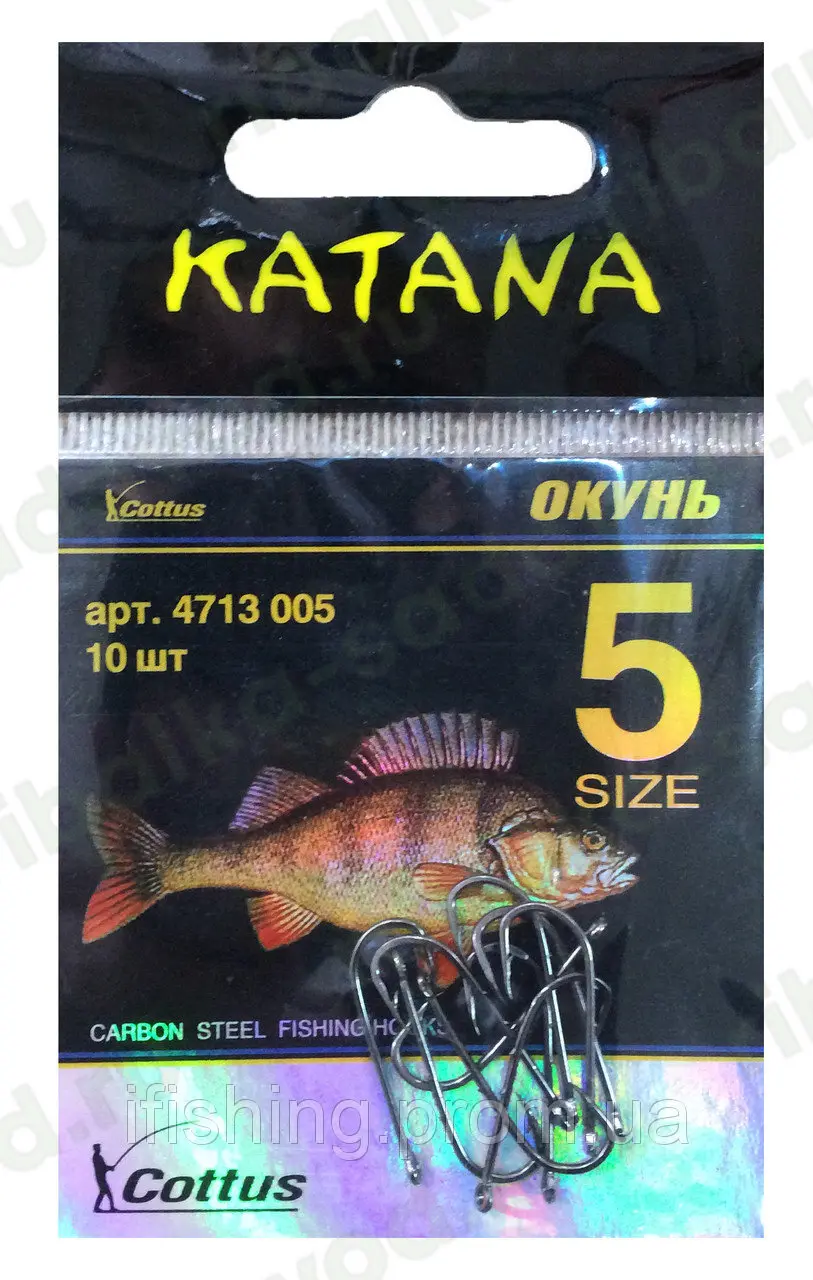 KATANA
Cottus
ОКУНЬ
арт. 4713 005
10 шт
5
SIZE
CARBON STEEL FISHING HOOKS
ifishing.prom.ua
Cottus